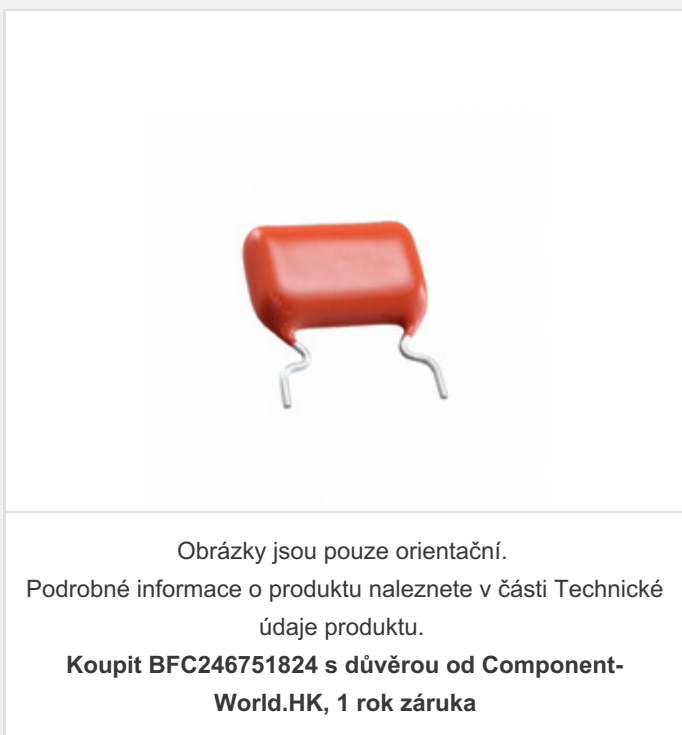 Obrázky jsou pouze orientační.
Podrobné informace o produktu naleznete v části Technické
údaje produktu.
Koupit BFC246751824 s důvěrou od Component-
World.HK, 1 rok záruka